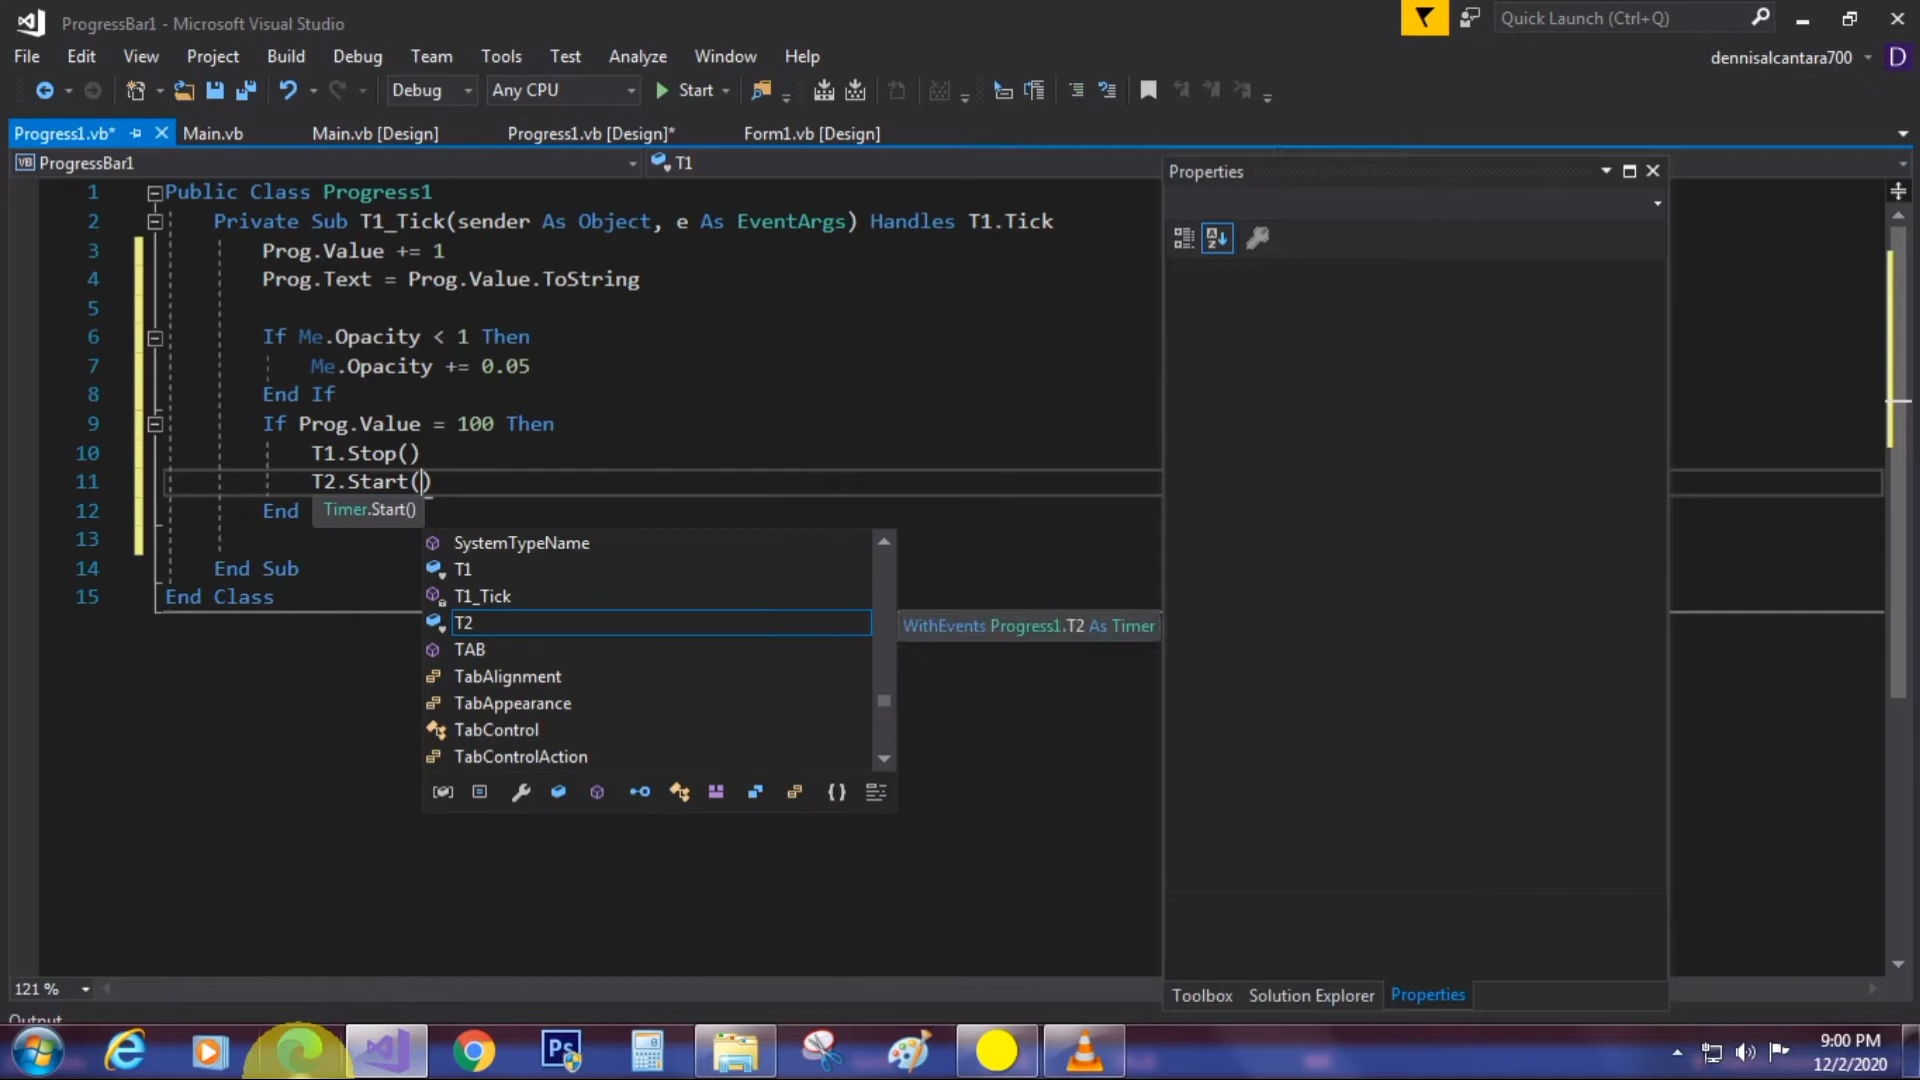 ProgressBar1 - Microsoft Visual Studio
Quick Launch (Ctrl+Q)
File Edit View Project Build Debug Team Tools Test Analyze Window Help
dennisalcantara700 D
Debug Any CPU Start
Progress1.vb* Main.vb Main.vb [Design] Progress1.vb [Design]* Form1.vb [Design]
VB ProgressBar1 T1
Properties
1 Public Class Progress1
2 Private Sub T1_Tick(sender As Object, e As EventArgs) Handles T1.Tick
3 Prog.Value += 1
4 Prog.Text = Prog.Value.ToString
5
6 If Me.Opacity < 1 Then
7 Me.Opacity += 0.05
8 End If
9 If Prog.Value = 100 Then
10 T1.Stop()
11 T2.Start()
12 End
Timer.Start()
13
14 End Sub
15 End Class
SystemTypeName
T1
T1_Tick
T2
WithEvents Progress1.T2 As Timer
TAB
TabAlignment
TabAppearance
TabControl
TabControlAction
121 %
Toolbox Solution Explorer Properties
Output
Ps
9:00 PM
12/2/2020